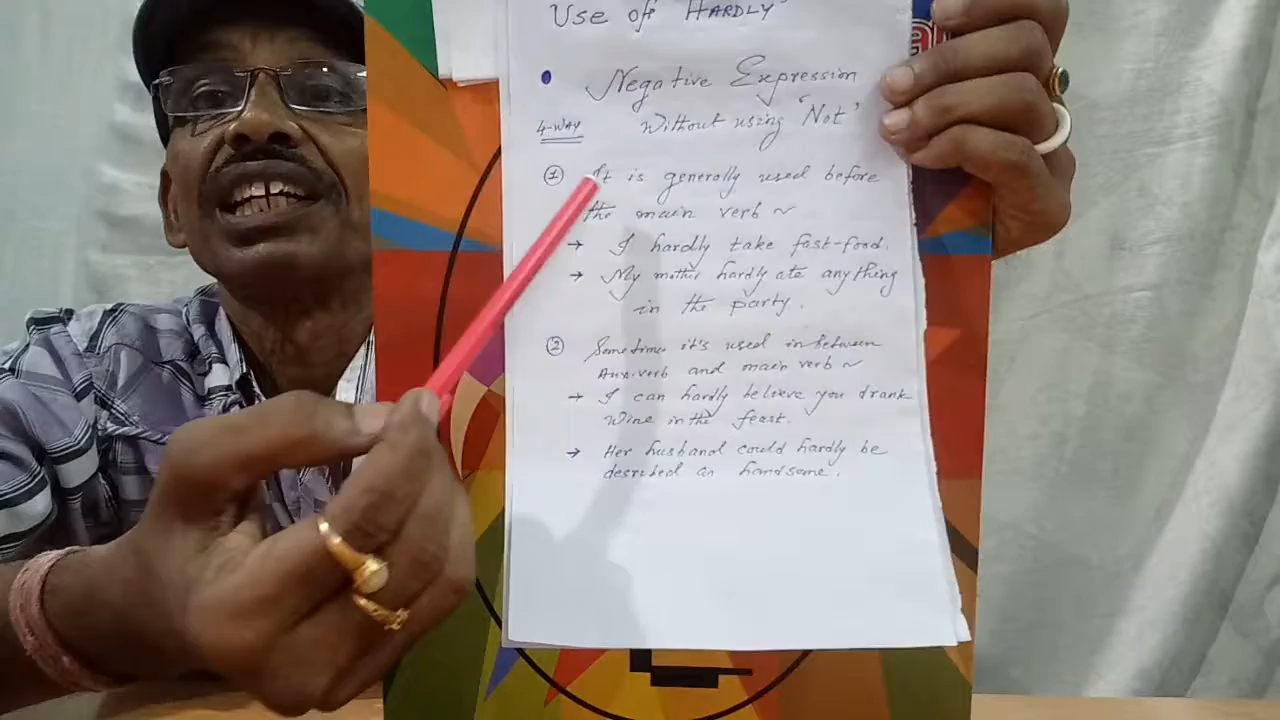 Use of 'HARDLY'
• Negative Expression
4-WAY without using 'Not'
① It is generally used before
the main verb ~
→ I hardly take fast-food.
→ My mother hardly ate anything
in the party.
② Sometimes it's used in between
Aux.verb and main verb ~
→ I can hardly believe you drank
wine in the feast.
→ Her husband could hardly be
desribed as handsome.